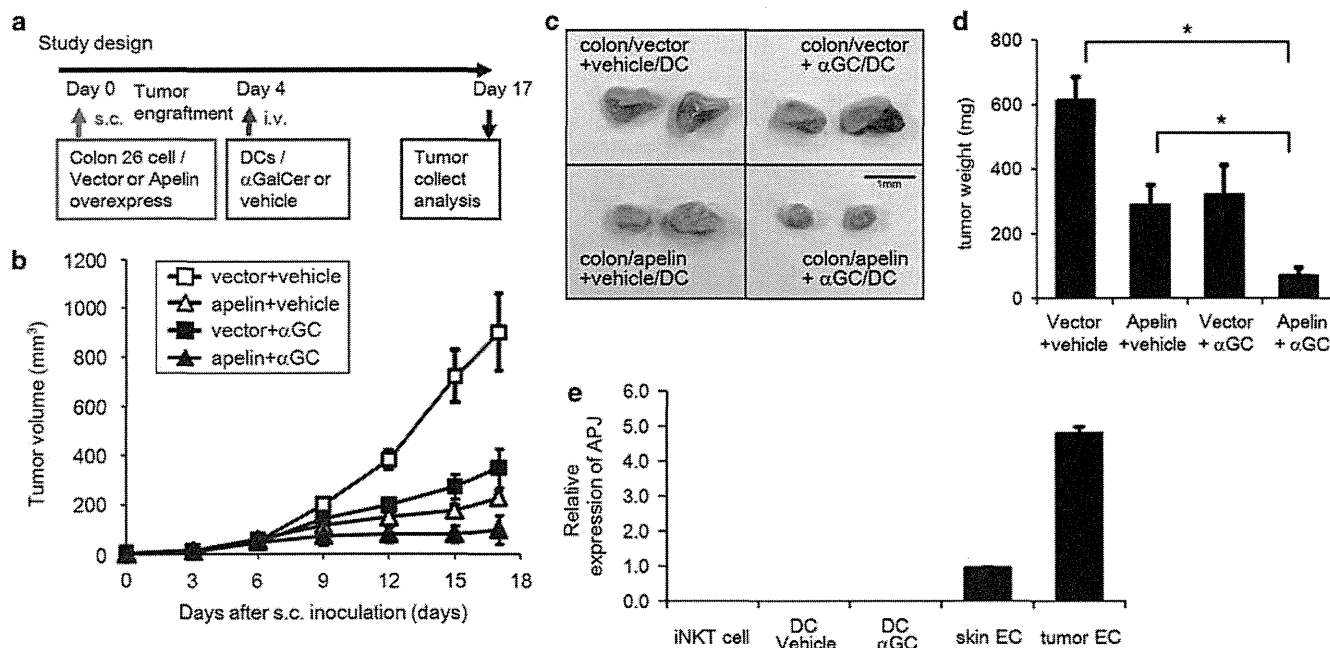 a
Study design
Day 0
Tumor
engraftment
Day 4
Day 17
s.c.
i.v.
Colon 26 cell /
Vector or Apelin
overexpress
DCs /
αGalCer or
vehicle
Tumor
collect
analysis
b
Tumor volume (mm³)
1200
1000
800
600
400
200
0
vector+vehicle
apelin+vehicle
vector+αGC
apelin+αGC
0 3 6 9 12 15 18
Days after s.c. inoculation (days)
c
colon/vector
+vehicle/DC
colon/vector
+ αGC/DC
1mm
colon/apelin
+vehicle/DC
colon/apelin
+ αGC/DC
d
tumor weight (mg)
800
600
400
200
0
*
*
Vector
+vehicle
Apelin
+vehicle
Vector
+ αGC
Apelin
+ αGC
e
Relative
expression of APJ
6.0
5.0
4.0
3.0
2.0
1.0
0.0
iNKT cell
DC
Vehicle
DC
αGC
skin EC
tumor EC